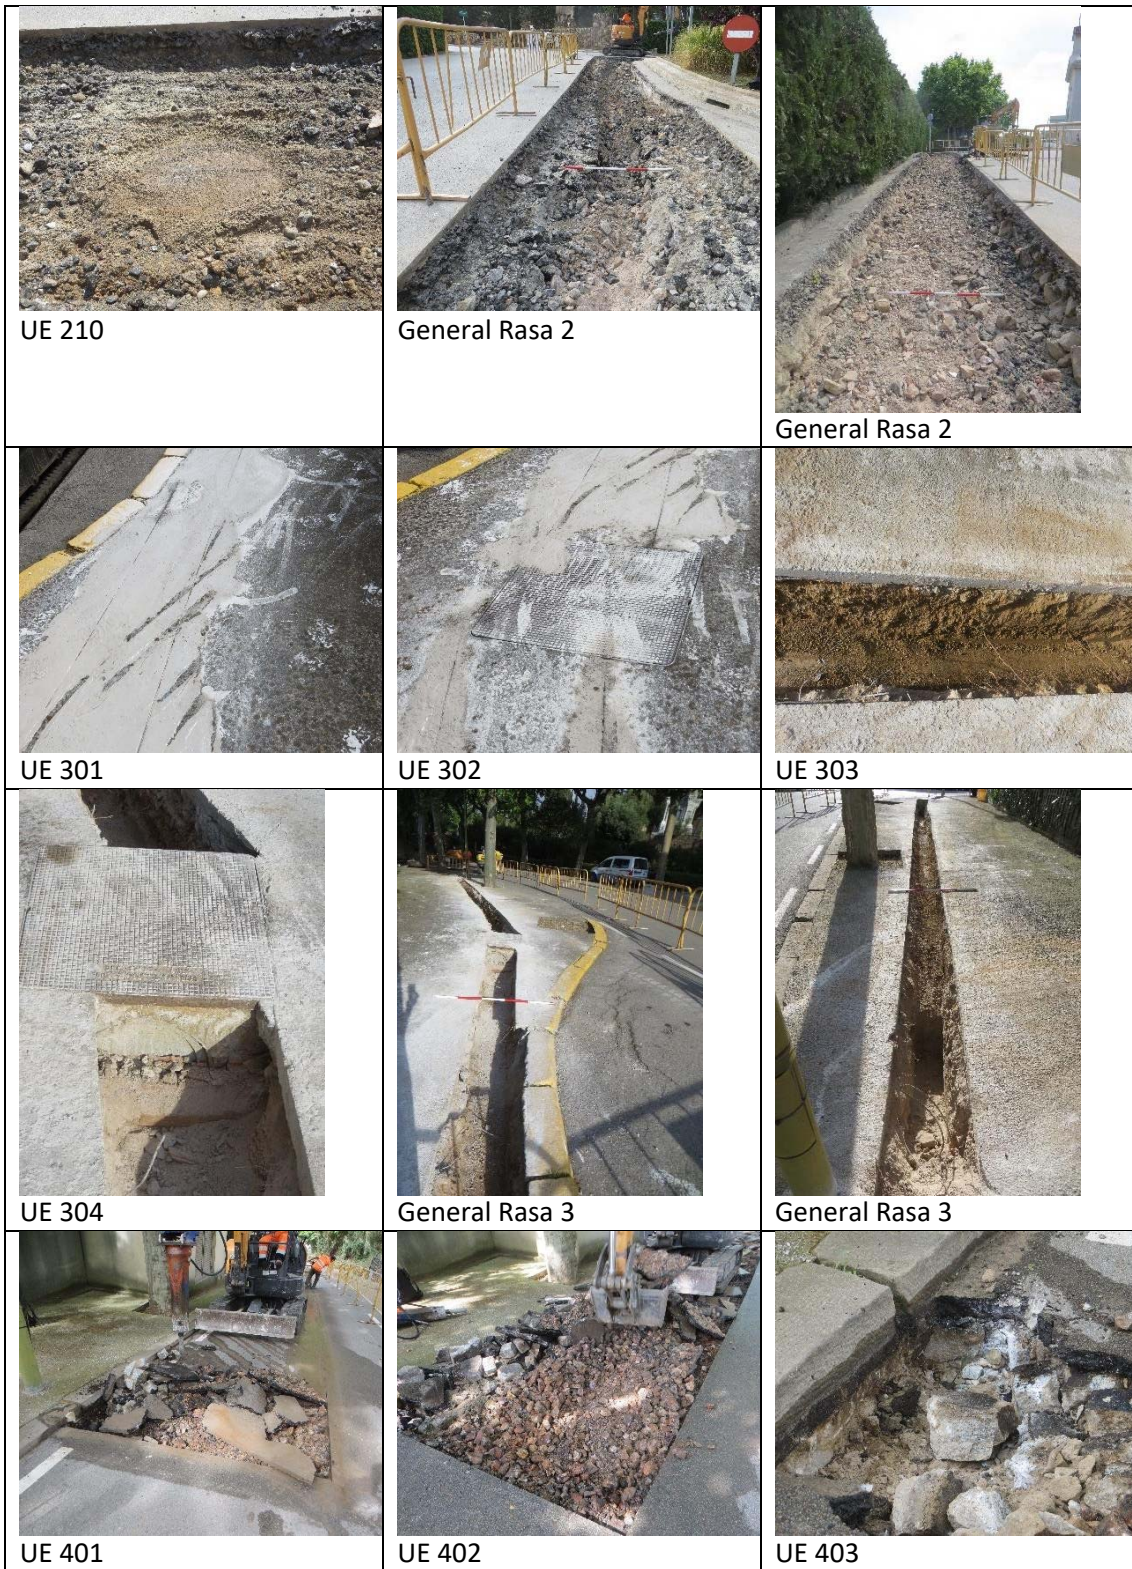 UE 210
General Rasa 2
General Rasa 2
UE 301
UE 302
UE 303
UE 304
General Rasa 3
General Rasa 3
UE 401
UE 402
UE 403